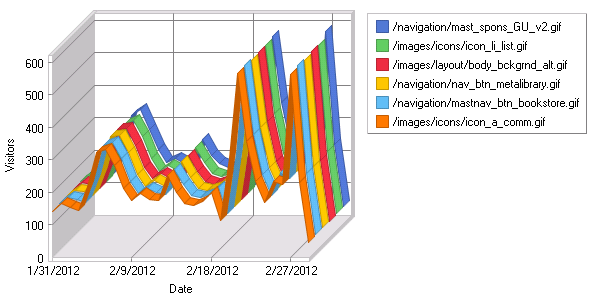 /navigation/mast_spons_GU_v2.gif
/images/icons/icon_li_list.gif
/images/layout/body_bckgrnd_alt.gif
/navigation/nav_btn_metalibrary.gif
/navigation/mastnav_btn_bookstore.gif
/images/icons/icon_a_comm.gif
Visitors
600
500
400
300
200
100
0
1/31/2012 2/9/2012 2/18/2012 2/27/2012
Date